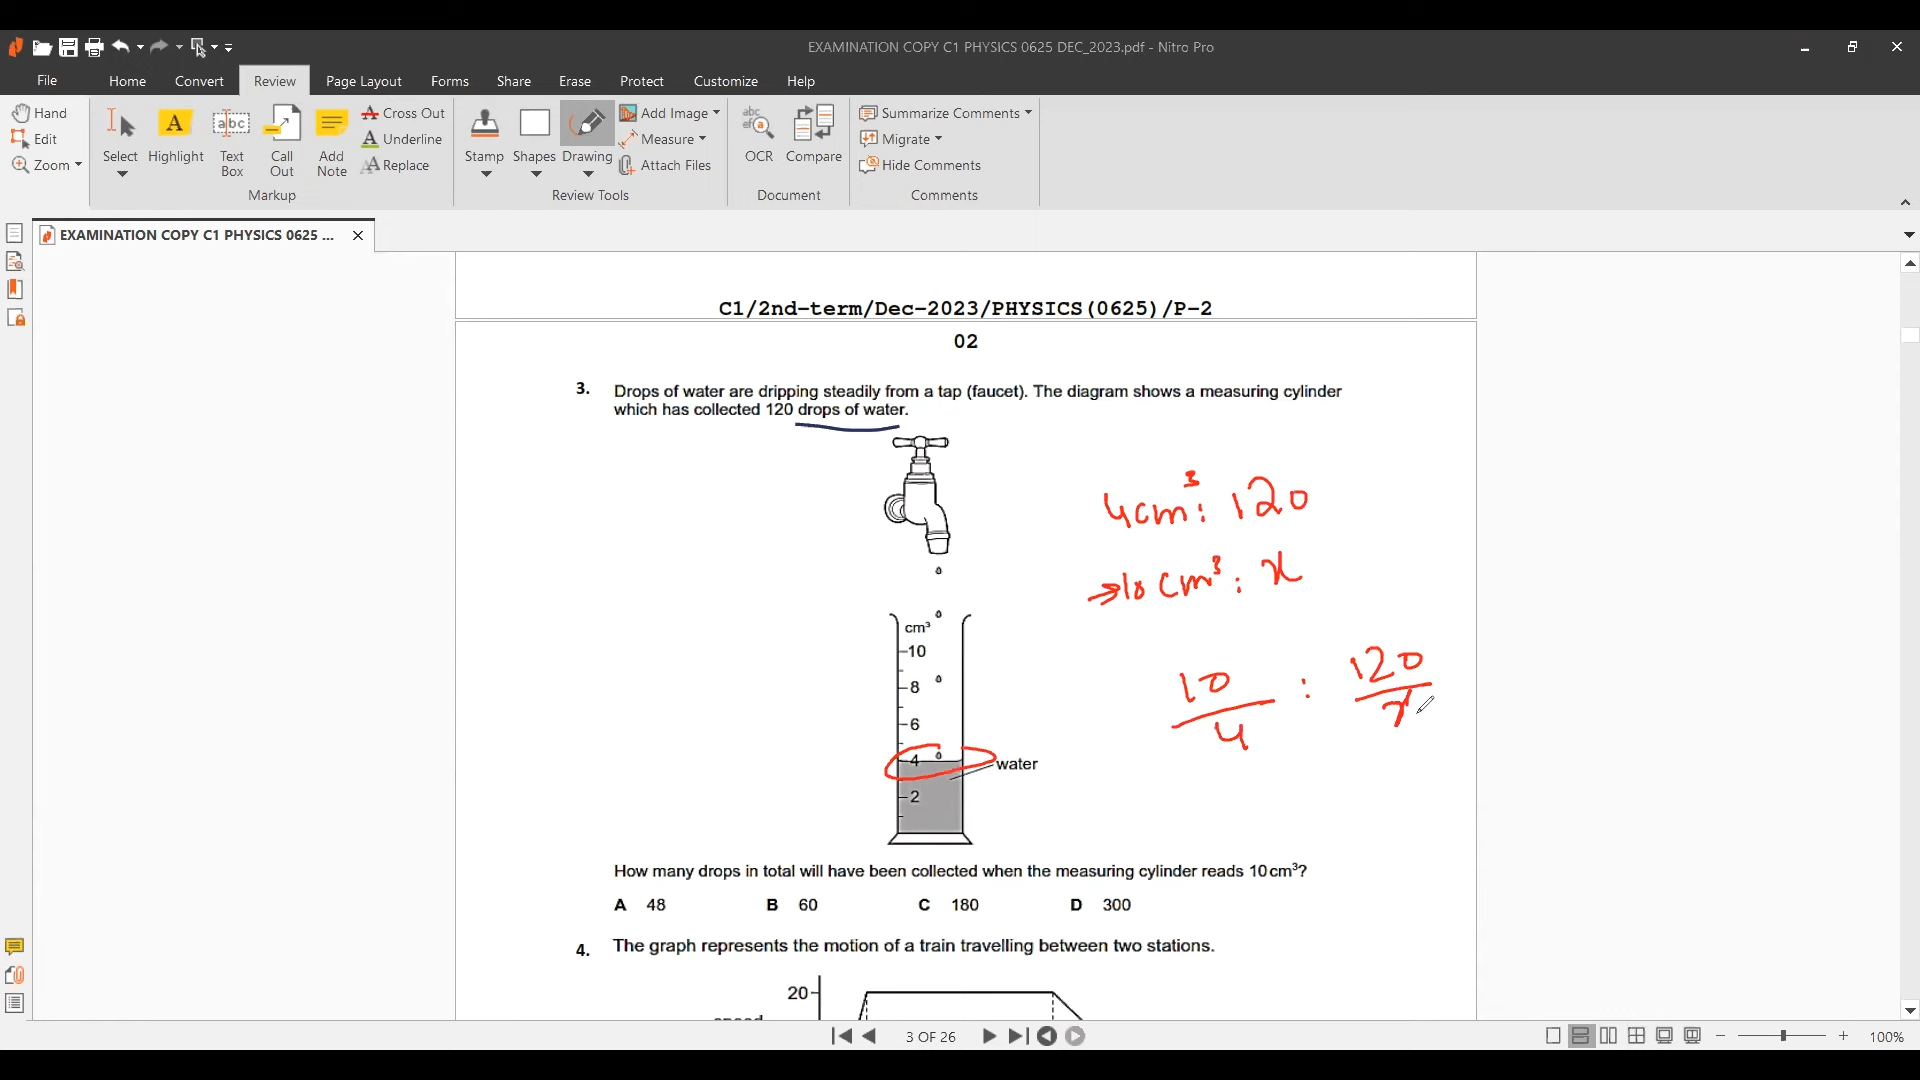 EXAMINATION COPY C1 PHYSICS 0625 DEC_2023.pdf - Nitro Pro
File Home Convert Review Page Layout Forms Share Erase Protect Customize Help
Hand
Edit
Zoom
Select
Highlight
Text Box
Call Out
Add Note
Cross Out
Underline
Replace
Markup
Stamp
Shapes
Drawing
Add Image
Measure
Attach Files
Review Tools
OCR
Compare
Document
Summarize Comments
Migrate
Hide Comments
Comments
EXAMINATION COPY C1 PHYSICS 0625 ...
C1/2nd-term/Dec-2023/PHYSICS(0625)/P-2
02
3. Drops of water are dripping steadily from a tap (faucet). The diagram shows a measuring cylinder
which has collected 120 drops of water.
4cm³: 120
10 cm³: x
cm³
10
8
6
4
2
water
10/4 : 120/x
How many drops in total will have been collected when the measuring cylinder reads 10 cm³?
A 48 B 60 C 180 D 300
4. The graph represents the motion of a train travelling between two stations.
20
speed
3 OF 26
100%